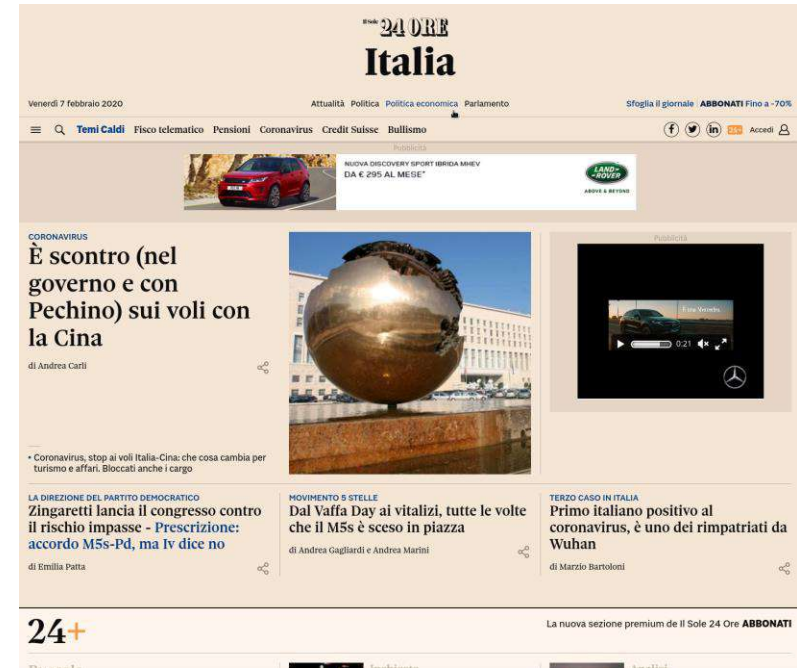 Il Sole 24 ORE
Italia
Venerdì 7 febbraio 2020
Attualità Politica Politica economica Parlamento
Sfoglia il giornale ABBONATI Fino a -70%
Temi Caldi Fisco telematico Pensioni Coronavirus Credit Suisse Bullismo
24+ Accedi
Pubblicità
NUOVA DISCOVERY SPORT IBRIDA MHEV
DA € 295 AL MESE*
LAND-
-ROVER
ABOVE & BEYOND
CORONAVIRUS
È scontro (nel
governo e con
Pechino) sui voli con
la Cina
di Andrea Carli
• Coronavirus, stop ai voli Italia-Cina: che cosa cambia per
turismo e affari. Bloccati anche i cargo
Pubblicità
0:21
LA DIREZIONE DEL PARTITO DEMOCRATICO
Zingaretti lancia il congresso contro
il rischio impasse - Prescrizione:
accordo M5s-Pd, ma Iv dice no
di Emilia Patta
MOVIMENTO 5 STELLE
Dal Vaffa Day ai vitalizi, tutte le volte
che il M5s è sceso in piazza
di Andrea Gagliardi e Andrea Marini
TERZO CASO IN ITALIA
Primo italiano positivo al
coronavirus, è uno dei rimpatriati da
Wuhan
di Marzio Bartoloni
24+
La nuova sezione premium de Il Sole 24 Ore ABBONATI